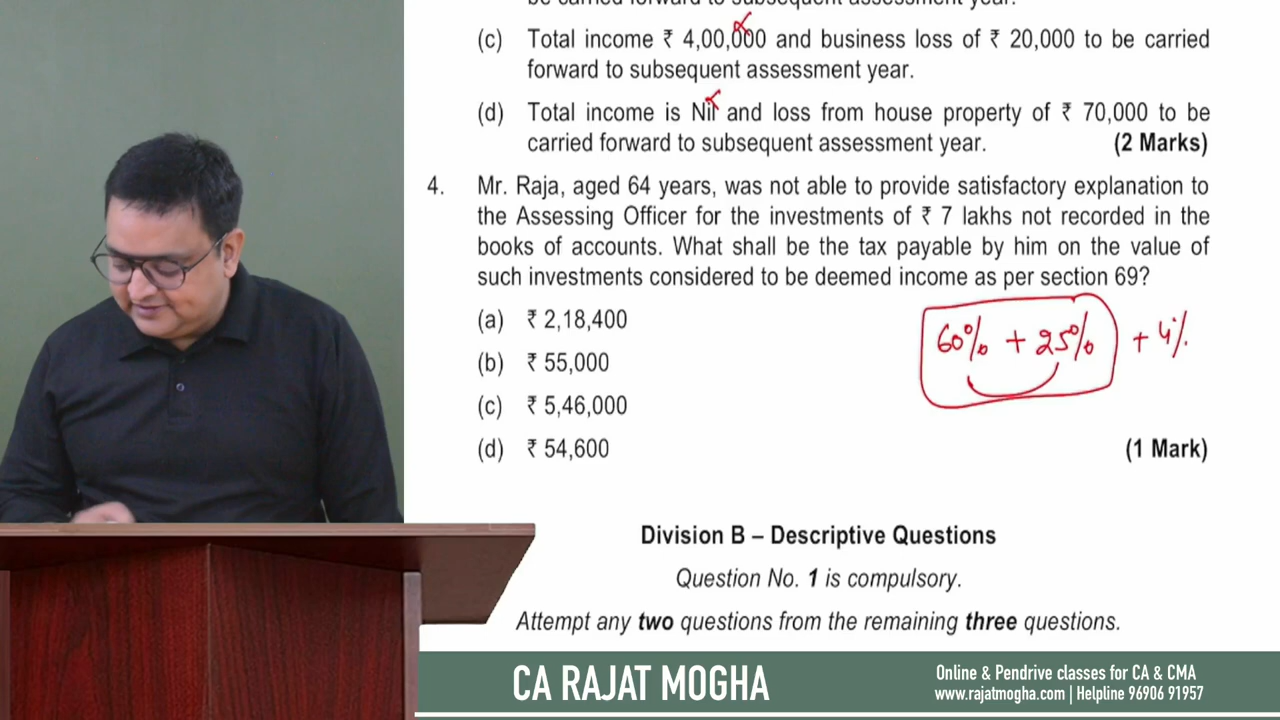 be carried forward to subsequent assessment year.
(c) Total income ₹ 4,00,000 and business loss of ₹ 20,000 to be carried
forward to subsequent assessment year.
(d) Total income is Nil and loss from house property of ₹ 70,000 to be
carried forward to subsequent assessment year. (2 Marks)
4. Mr. Raja, aged 64 years, was not able to provide satisfactory explanation to
the Assessing Officer for the investments of ₹ 7 lakhs not recorded in the
books of accounts. What shall be the tax payable by him on the value of
such investments considered to be deemed income as per section 69?
(a) ₹ 2,18,400
60% + 25% + 4%
(b) ₹ 55,000
(c) ₹ 5,46,000
(d) ₹ 54,600 (1 Mark)
Division B – Descriptive Questions
Question No. 1 is compulsory.
Attempt any two questions from the remaining three questions.
CA RAJAT MOGHA
Online & Pendrive classes for CA & CMA
www.rajatmogha.com | Helpline 96906 91957